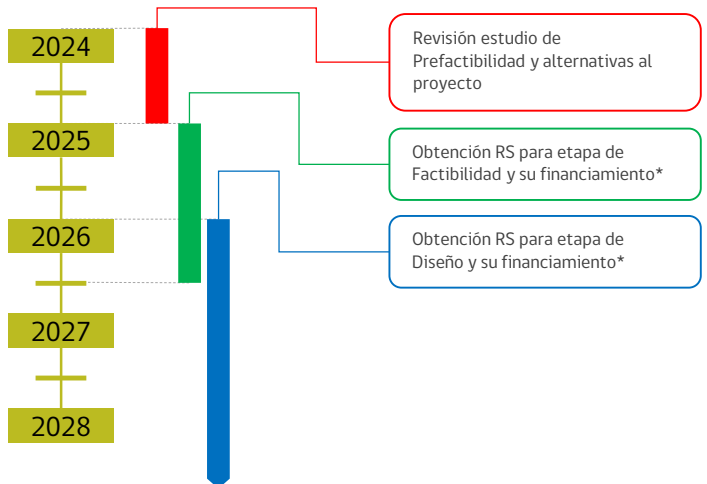 2024
2025
2026
2027
2028
Revisión estudio de
Prefactibilidad y alternativas al
proyecto
Obtención RS para etapa de
Factibilidad y su financiamiento*
Obtención RS para etapa de
Diseño y su financiamiento*